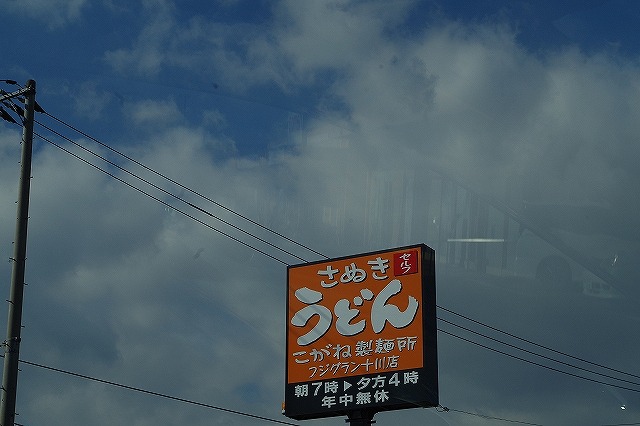 さぬき セルフ
うどん
こがね製麺所
フジグラン十川店
朝7時▶夕方4時
年中無休